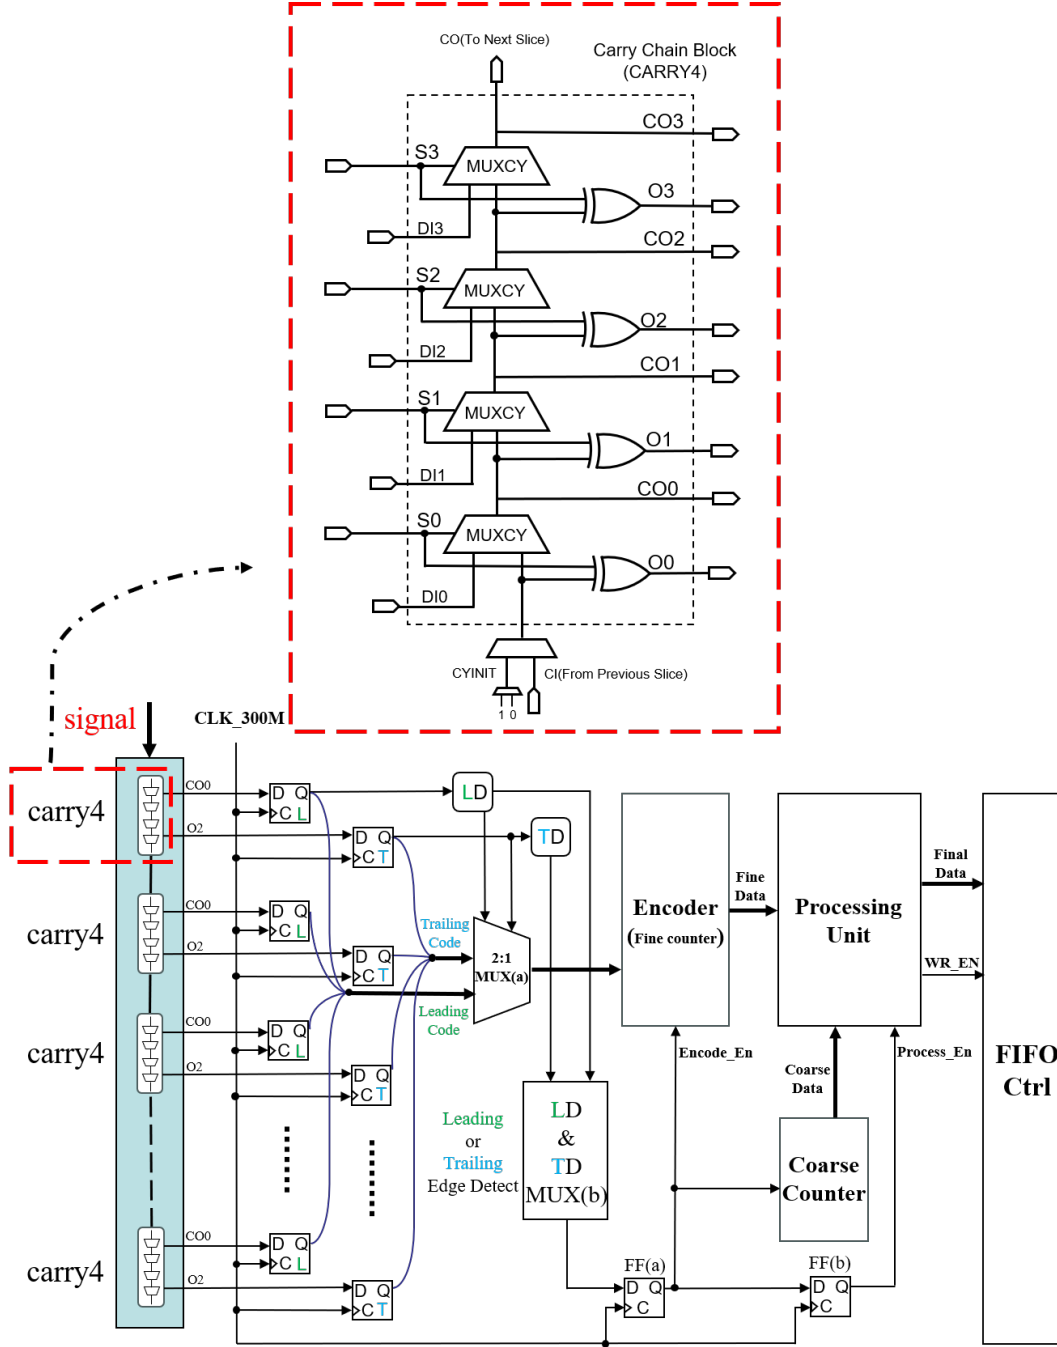 CO(To Next Slice)
Carry Chain Block
(CARRY4)
CO3
S3
MUXCY
O3
DI3
CO2
S2
MUXCY
O2
DI2
CO1
S1
MUXCY
O1
DI1
CO0
S0
MUXCY
O0
DI0
CYINIT
CI(From Previous Slice)
1 0
signal
CLK_300M
carry4
CO0
D Q
C L
LD
O2
D Q
C T
TD
carry4
CO0
D Q
C L
O2
D Q
C T
Trailing
Code
2:1
MUX(a)
Leading
Code
Encoder
(Fine counter)
Fine
Data
Processing
Unit
Final
Data
WR_EN
FIFO
Ctrl
carry4
CO0
D Q
C L
O2
D Q
C T
Encode_En
Process_En
Coarse
Data
Leading
or
Trailing
Edge Detect
LD
&
TD
MUX(b)
Coarse
Counter
carry4
CO0
D Q
C L
O2
D Q
C T
FF(a)
D Q
C
FF(b)
D Q
C